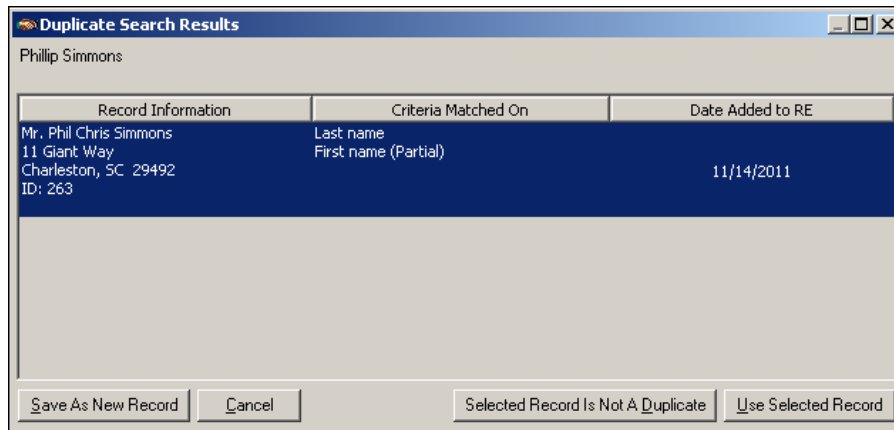 Duplicate Search Results
Phillip Simmons
Record Information Criteria Matched On Date Added to RE
Mr. Phil Chris Simmons Last name
11 Giant Way First name (Partial)
Charleston, SC 29492 11/14/2011
ID: 263
Save As New Record Cancel Selected Record Is Not A Duplicate Use Selected Record